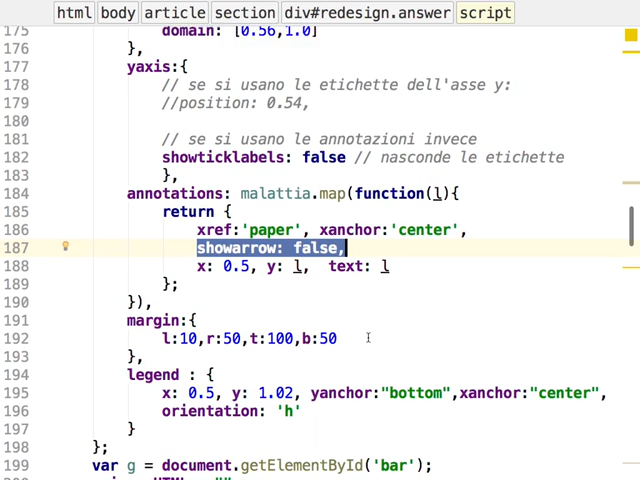 html body article section div#redesign.answer script
175 domain: [0.56,1.0]
176 },
177 yaxis:{
178 // se si usano le etichette dell'asse y:
179 //position: 0.54,
180
181 // se si usano le annotazioni invece
182 showticklabels: false // nasconde le etichette
183 },
184 annotations: malattia.map(function(l){
185 return {
186 xref:'paper', xanchor:'center',
187 showarrow: false,
188 x: 0.5, y: l, text: l
189 };
190 }),
191 margin:{
192 l:10,r:50,t:100,b:50
193 },
194 legend : {
195 x: 0.5, y: 1.02, yanchor:"bottom",xanchor:"center",
196 orientation: 'h'
197 }
198 };
199 var g = document.getElementById('bar');